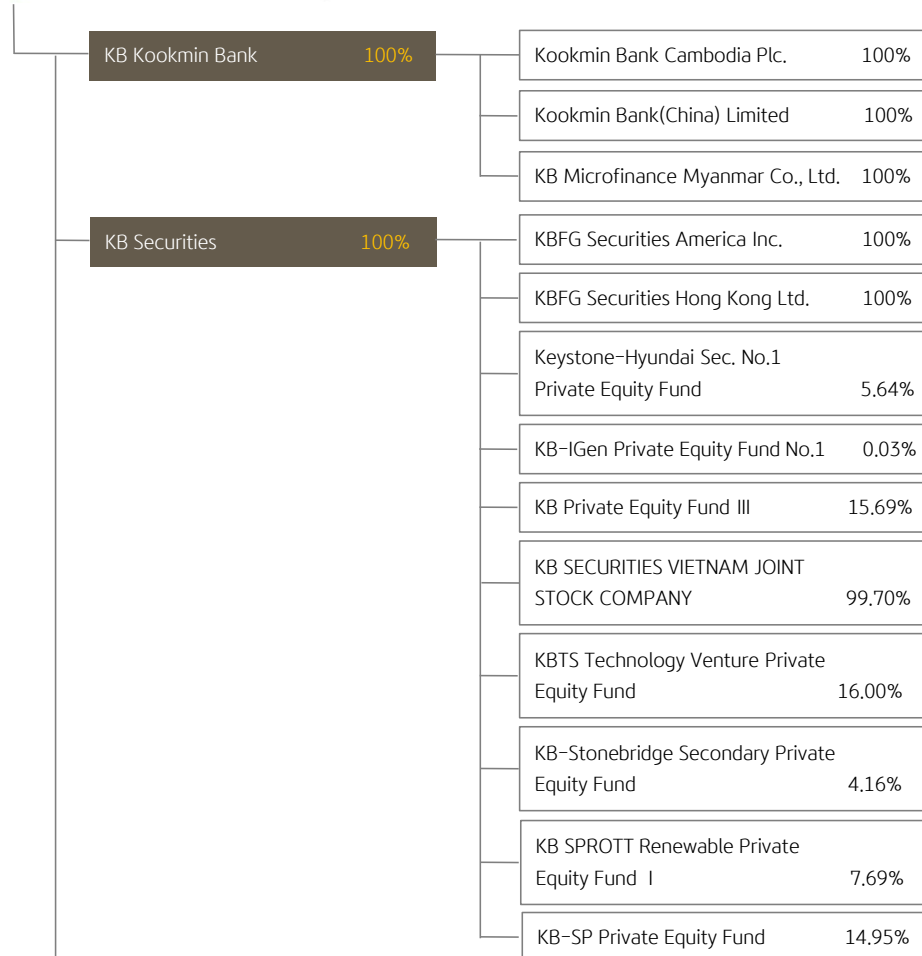 KB Kookmin Bank 100%
Kookmin Bank Cambodia Plc. 100%
Kookmin Bank(China) Limited 100%
KB Microfinance Myanmar Co., Ltd. 100%
KB Securities 100%
KBFG Securities America Inc. 100%
KBFG Securities Hong Kong Ltd. 100%
Keystone-Hyundai Sec. No.1
Private Equity Fund 5.64%
KB-IGen Private Equity Fund No.1 0.03%
KB Private Equity Fund III 15.69%
KB SECURITIES VIETNAM JOINT
STOCK COMPANY 99.70%
KBTS Technology Venture Private
Equity Fund 16.00%
KB-Stonebridge Secondary Private
Equity Fund 4.16%
KB SPROTT Renewable Private
Equity Fund I 7.69%
KB-SP Private Equity Fund 14.95%